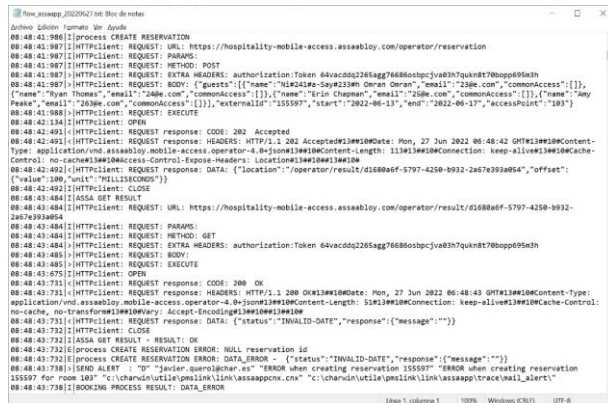 flow_assaapp_20220627.txt: Bloc de notas
Archivo Edición Formato Ver Ayuda
08:48:41:986|I|process CREATE RESERVATION
08:48:41:986|>|HTTPclient: REQUEST: URL: https://hospitality-mobile-access.assaabloy.com/operator/reservation
08:48:41:986|>|HTTPclient: REQUEST: PARAMS:
08:48:41:986|>|HTTPclient: REQUEST: METHOD: POST
08:48:41:986|>|HTTPclient: REQUEST: EXTRA HEADERS: authorization:Token
08:48:41:986|>|HTTPclient: REQUEST: BODY: {"guests":[{"name":"Ni#241#a-Say#233#h Omran Omran","email":"23@e.com","commonAccess":[]},
{"name":"Ryan Thomas","email":"24@e.com","commonAccess":[]},{"name":"Erin Chapman","email":"25@e.com","commonAccess":[]},{"name":"Amy
Peake","email":"263@e.com","commonAccess":[]}],"externalId":"155597","start":"2022-06-13","end":"2022-06-17","accessPoint":"103"}
08:48:41:988|>|HTTPclient: REQUEST: EXECUTE
08:48:42:134|I|HTTPclient: OPEN
08:48:42:491|<|HTTPclient: REQUEST response: CODE: 202 Accepted
08:48:42:491|<|HTTPclient: REQUEST response: HEADERS: HTTP/1.1 202 Accepted#13##10#Date: Mon, 27 Jun 2022 06:48:42 GMT#13##10#Content-
Type: application/vnd.assaabloy.mobile-access.operator-4.0+json#13##10#Content-Length: 113#13##10#Connection: keep-alive#13##10#Cache-
Control: no-cache#13##10#Access-Control-Expose-Headers: Location#13##10##13##10#
08:48:42:492|<|HTTPclient: REQUEST response: DATA: {"location":"/operator/result/d1680a6f-5797-4250-b932-2a67e393a054","offset":
{"value":100,"unit":"MILLISECONDS"}}
08:48:42:492|I|HTTPclient: CLOSE
08:48:43:484|I|ASSA GET RESULT
08:48:43:484|>|HTTPclient: REQUEST: URL: https://hospitality-mobile-access.assaabloy.com/operator/result/d1680a6f-5797-4250-b932-
2a67e393a054
08:48:43:484|>|HTTPclient: REQUEST: PARAMS:
08:48:43:484|>|HTTPclient: REQUEST: METHOD: GET
08:48:43:484|>|HTTPclient: REQUEST: EXTRA HEADERS: authorization:Token
08:48:43:484|>|HTTPclient: REQUEST: BODY:
08:48:43:485|>|HTTPclient: REQUEST: EXECUTE
08:48:43:675|I|HTTPclient: OPEN
08:48:43:731|<|HTTPclient: REQUEST response: CODE: 200 OK
08:48:43:731|<|HTTPclient: REQUEST response: HEADERS: HTTP/1.1 200 OK#13##10#Date: Mon, 27 Jun 2022 06:48:43 GMT#13##10#Content-Type:
application/vnd.assaabloy.mobile-access.operator-4.0+json#13##10#Content-Length: 51#13##10#Connection: keep-alive#13##10#Cache-Control:
no-cache, no-transform#13##10#Vary: Accept-Encoding#13##10##13##10#
08:48:43:731|<|HTTPclient: REQUEST response: DATA: {"status":"INVALID-DATE","response":{"message":""}}
08:48:43:732|I|HTTPclient: CLOSE
08:48:43:732|I|ASSA GET RESULT - RESULT: OK
08:48:43:732|E|process CREATE RESERVATION ERROR: NULL reservation id
08:48:43:732|E|process CREATE RESERVATION ERROR: DATA_ERROR - {"status":"INVALID-DATE","response":{"message":""}}
08:48:43:738|>|SEND ALERT : "D" "javier.querol@char.es" "ERROR when creating reservation 155597" "ERROR when creating reservation
155597 for room 103" "c:\charwin\utile\pmslink\link\assaappcnx.cnx" "c:\charwin\utile\pmslink\link\assaapp\trace\mail_alert\"
08:48:43:738|I|BOOKING PROCESS RESULT: DATA_ERROR
Línea 1, columna 1 100% Windows (CRLF) UTF-8